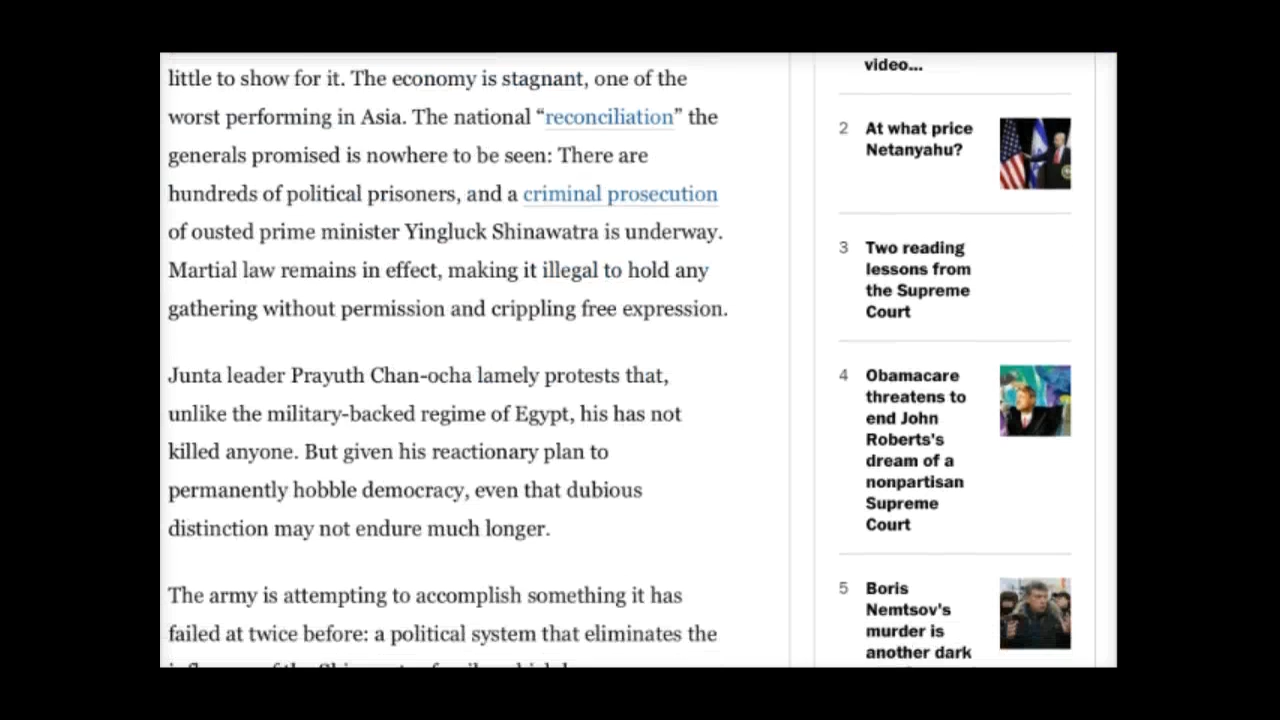 little to show for it. The economy is stagnant, one of the
worst performing in Asia. The national “reconciliation” the
generals promised is nowhere to be seen: There are
hundreds of political prisoners, and a criminal prosecution
of ousted prime minister Yingluck Shinawatra is underway.
Martial law remains in effect, making it illegal to hold any
gathering without permission and crippling free expression.
Junta leader Prayuth Chan-ocha lamely protests that,
unlike the military-backed regime of Egypt, his has not
killed anyone. But given his reactionary plan to
permanently hobble democracy, even that dubious
distinction may not endure much longer.
The army is attempting to accomplish something it has
failed at twice before: a political system that eliminates the
video...
2 At what price
Netanyahu?
3 Two reading
lessons from
the Supreme
Court
4 Obamacare
threatens to
end John
Roberts's
dream of a
nonpartisan
Supreme
Court
5 Boris
Nemtsov's
murder is
another dark